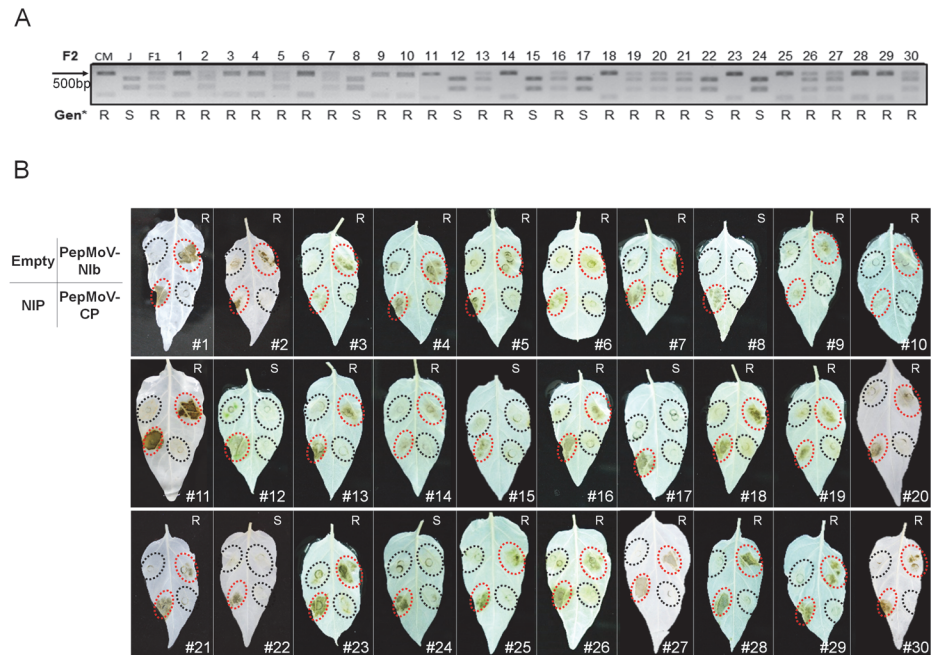 A
F2 CM J F1 1 2 3 4 5 6 7 8 9 10 11 12 13 14 15 16 17 18 19 20 21 22 23 24 25 26 27 28 29 30
500bp
Gen* R S R R R R R R R R S R R R S R R S R S R R R R S R S R R R R R R
B
Empty PepMoV-NIb
NIP PepMoV-CP
R R R R R R R S R R
#1 #2 #3 #4 #5 #6 #7 #8 #9 #10
R S R R S R S R R R
#11 #12 #13 #14 #15 #16 #17 #18 #19 #20
R S R S R R R R R R
#21 #22 #23 #24 #25 #26 #27 #28 #29 #30